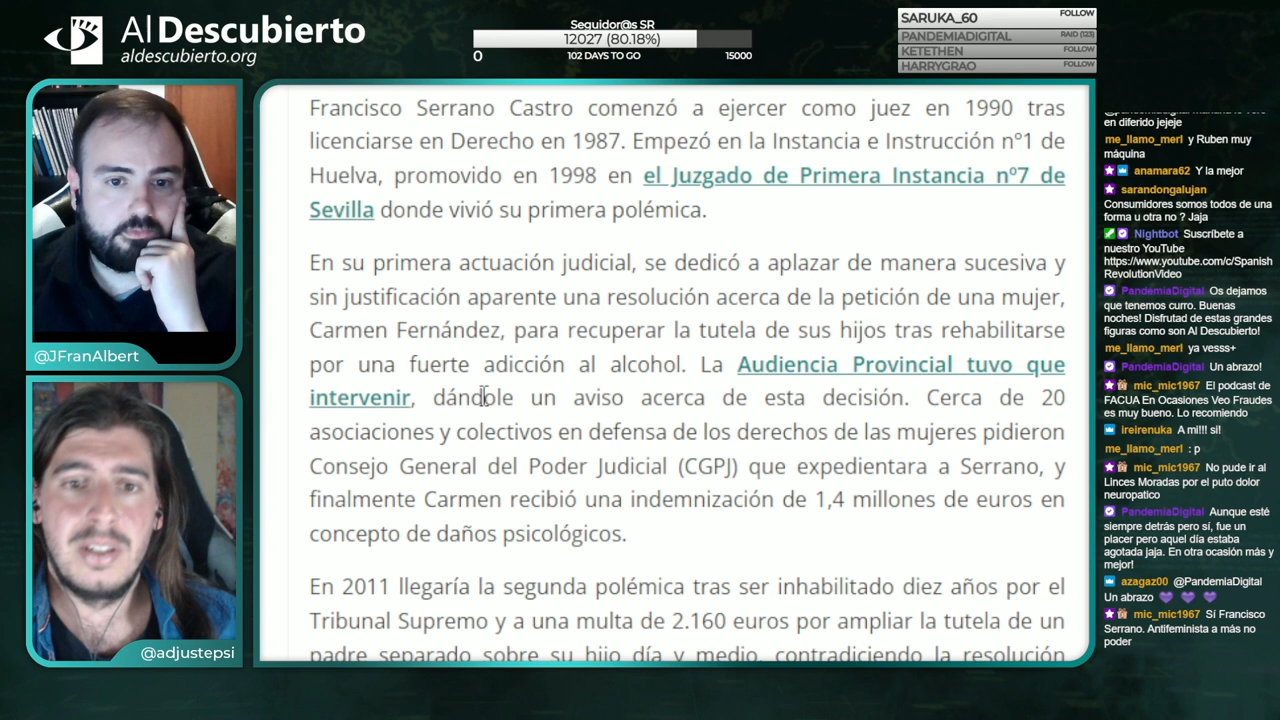 Al Descubierto
aldescubierto.org
Seguidor@s SR
12027 (80.18%)
0 102 DAYS TO GO 15000
SARUKA_60 FOLLOW
PANDEMIADIGITAL RAID (123)
KETETHEN FOLLOW
HARRYGRAO FOLLOW
@JFranAlbert
@adjustepsi
Francisco Serrano Castro comenzó a ejercer como juez en 1990 tras
licenciarse en Derecho en 1987. Empezó en la Instancia e Instrucción nº1 de
Huelva, promovido en 1998 en el Juzgado de Primera Instancia nº7 de
Sevilla donde vivió su primera polémica.
En su primera actuación judicial, se dedicó a aplazar de manera sucesiva y
sin justificación aparente una resolución acerca de la petición de una mujer,
Carmen Fernández, para recuperar la tutela de sus hijos tras rehabilitarse
por una fuerte adicción al alcohol. La Audiencia Provincial tuvo que
intervenir, dándole un aviso acerca de esta decisión. Cerca de 20
asociaciones y colectivos en defensa de los derechos de las mujeres pidieron
Consejo General del Poder Judicial (CGPJ) que expedientara a Serrano, y
finalmente Carmen recibió una indemnización de 1,4 millones de euros en
concepto de daños psicológicos.
En 2011 llegaría la segunda polémica tras ser inhabilitado diez años por el
Tribunal Supremo y a una multa de 2.160 euros por ampliar la tutela de un
padre separado sobre su hijo día y medio, contradiciendo la resolución
en diferido jejeje
me_llamo_merl y Ruben muy
máquina
anamara62 Y la mejor
sarandongalujan
Consumidores somos todos de una
forma u otra no ? Jaja
Nightbot Suscríbete a
nuestro YouTube
https://www.youtube.com/c/Spanish
RevolutionVideo
PandemiaDigital Os dejamos
que tenemos curro. Buenas
noches! Disfrutad de estas grandes
figuras como son Al Descubierto!
me_llamo_merl ya vesss+
PandemiaDigital Un abrazo!
mic_mic1967 El podcast de
FACUA En Ocasiones Veo Fraudes
es muy bueno. Lo recomiendo
ireirenuka A mi!!! si!
me_llamo_merl : p
mic_mic1967 No pude ir al
Linces Moradas por el puto dolor
neuropatico
PandemiaDigital Aunque esté
siempre detrás pero sí, fue un
placer pero aquel día estaba
agotada jaja. En otra ocasión más y
mejor!
azagaz00 @PandemiaDigital
Un abrazo
mic_mic1967 Sí Francisco
Serrano. Antifeminista a más no
poder